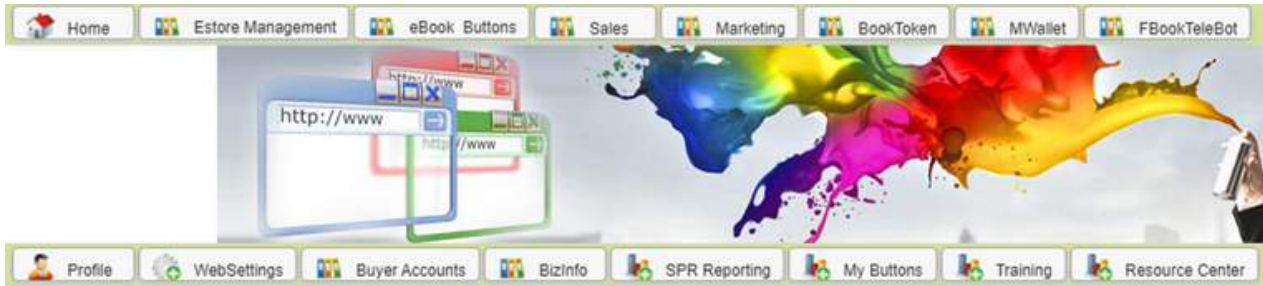 Home Estore Management eBook Buttons Sales Marketing BookToken MWallet FBookTeleBot
http://www
http://www
http://www
Profile WebSettings Buyer Accounts BizInfo SPR Reporting My Buttons Training Resource Center